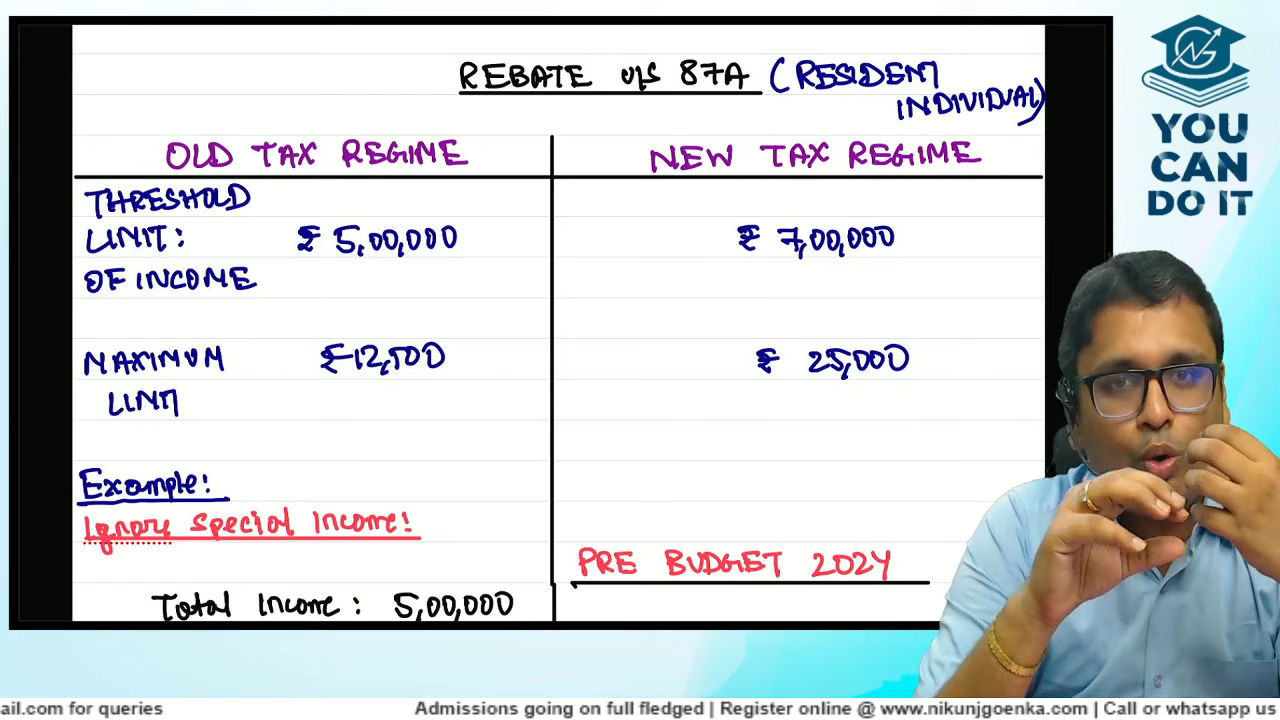 REBATE u/s 87A (RESIDENT
INDIVIDUAL)
OLD TAX REGIME
NEW TAX REGIME
THRESHOLD
LIMIT: ₹ 5,00,000
₹ 7,00,000
OF INCOME
MAXIMUM ₹ 12,500
₹ 25,000
LIMIT
Example:
Ignore Special Income:
PRE BUDGET 2024
Total Income: 5,00,000
YOU
CAN
DO IT
ail.com for queries
Admissions going on full fledged | Register online @ www.nikunjgoenka.com | Call or whatsapp us